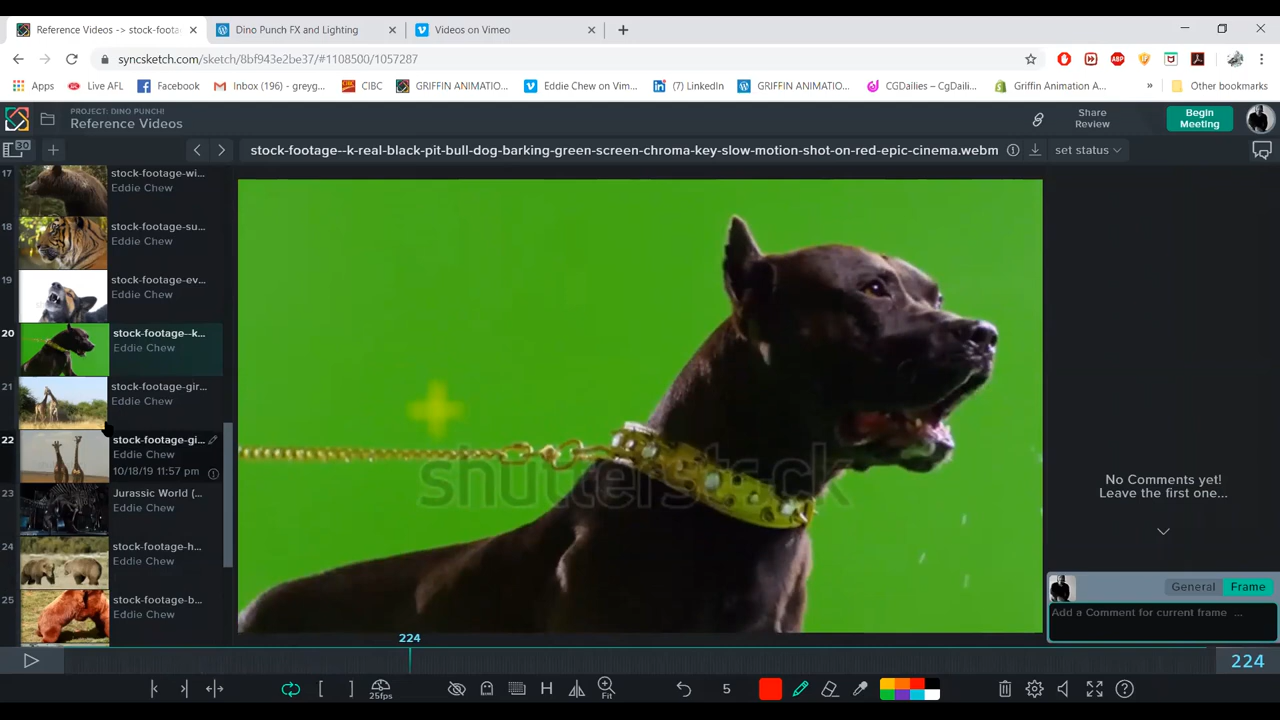 Reference Videos -> stock-foota
Dino Punch FX and Lighting
Videos on Vimeo
syncsketch.com/sketch/8bf943e2be37/#1108500/1057287
ABP
Apps
Live AFL
Facebook
Inbox (196) - greyg...
CIBC
GRIFFIN ANIMATIO...
Eddie Chew on Vim...
(7) LinkedIn
GRIFFIN ANIMATIO...
CGDailies – CgDaili...
Griffin Animation A...
»
Other bookmarks
PROJECT: DINO PUNCH!
Reference Videos
Share Review
Begin Meeting
30
stock-footage--k-real-black-pit-bull-dog-barking-green-screen-chroma-key-slow-motion-shot-on-red-epic-cinema.webm
set status
17
stock-footage-wi...
Eddie Chew
18
stock-footage-su...
Eddie Chew
19
stock-footage-ev...
Eddie Chew
20
stock-footage--k...
Eddie Chew
21
stock-footage-gir...
Eddie Chew
22
stock-footage-gi...
Eddie Chew
10/18/19 11:57 pm
23
Jurassic World (...
Eddie Chew
24
stock-footage-h...
Eddie Chew
25
stock-footage-b...
Eddie Chew
shutterstock
No Comments yet!
Leave the first one...
General
Frame
Add a Comment for current frame ...
224
224
25fps
H
Fit
5